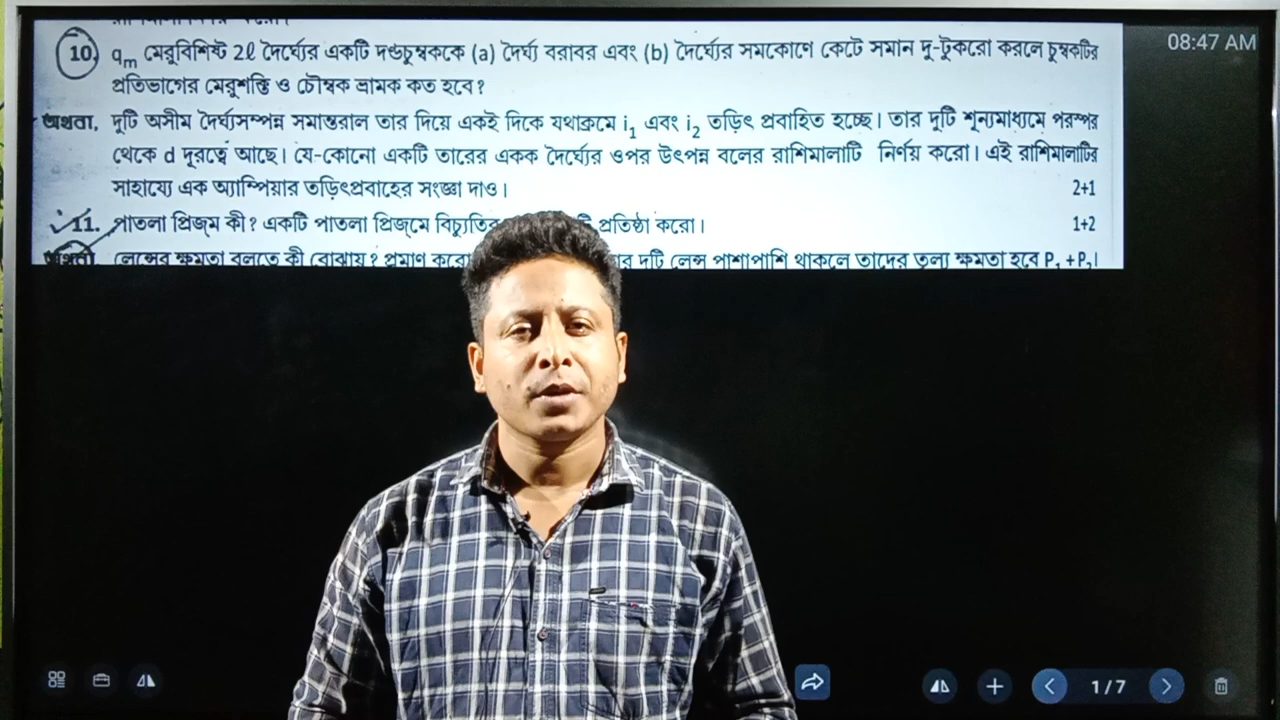 08:47 AM
10. qm মেরুবিশিষ্ট 2l দৈর্ঘ্যের একটি দণ্ডচুম্বককে (a) দৈর্ঘ্য বরাবর এবং (b) দৈর্ঘ্যের সমকোণে কেটে সমান দু-টুকরো করলে চুম্বকটির
প্রতিভাগের মেরুশক্তি ও চৌম্বক ভ্রামক কত হবে?
অথবা, দুটি অসীম দৈর্ঘ্যসম্পন্ন সমান্তরাল তার দিয়ে একই দিকে যথাক্রমে i₁ এবং i₂ তড়িৎ প্রবাহিত হচ্ছে। তার দুটি শূন্যমাধ্যমে পরস্পর
থেকে d দূরত্বে আছে। যে-কোনো একটি তারের একক দৈর্ঘ্যের ওপর উৎপন্ন বলের রাশিমালাটি নির্ণয় করো। এই রাশিমালাটির
সাহায্যে এক অ্যাম্পিয়ার তড়িৎপ্রবাহের সংজ্ঞা দাও। 2+1
11. পাতলা প্রিজ্‌ম কী? একটি পাতলা প্রিজ্‌মে বিচ্যুতির প্রতিষ্ঠা করো। 1+2
অথবা লেন্সের ক্ষমতা বলতে কী বোঝায়? প্রমাণ করো দুটি লেন্স পাশাপাশি থাকলে তাদের তুল্য ক্ষমতা হবে P₁ + P₂।
1/7